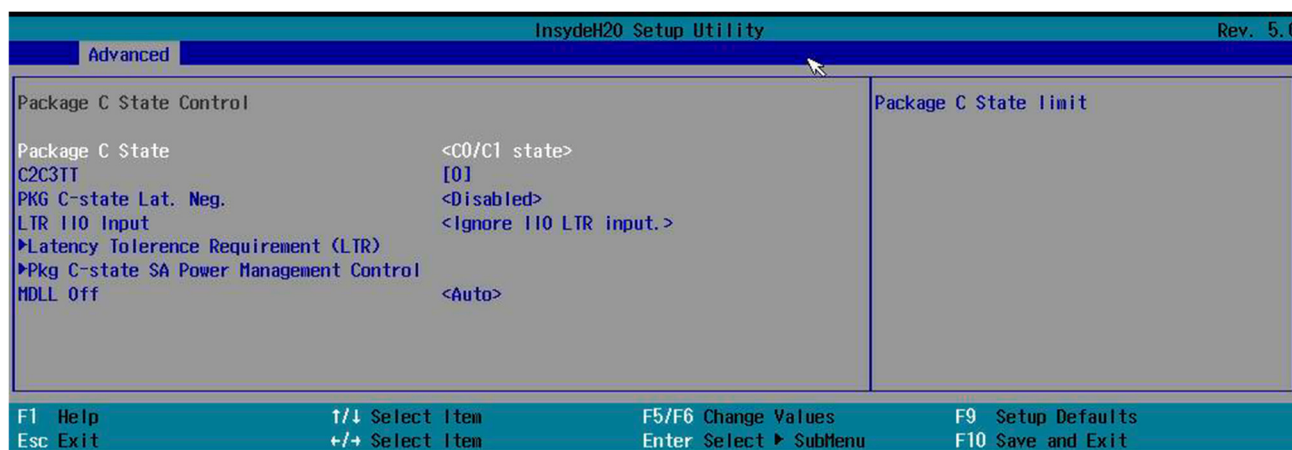 InsydeH20 Setup Utility Rev. 5.0
Advanced
Package C State Control Package C State limit
Package C State <C0/C1 state>
C2C3TT [0]
PKG C-state Lat. Neg. <Disabled>
LTR IIO Input <Ignore IIO LTR input.>
▶Latency Tolerence Requirement (LTR)
▶Pkg C-state SA Power Management Control
MDLL Off <Auto>
F1 Help ↑/↓ Select Item F5/F6 Change Values F9 Setup Defaults
Esc Exit ←/→ Select Item Enter Select ▶ SubMenu F10 Save and Exit